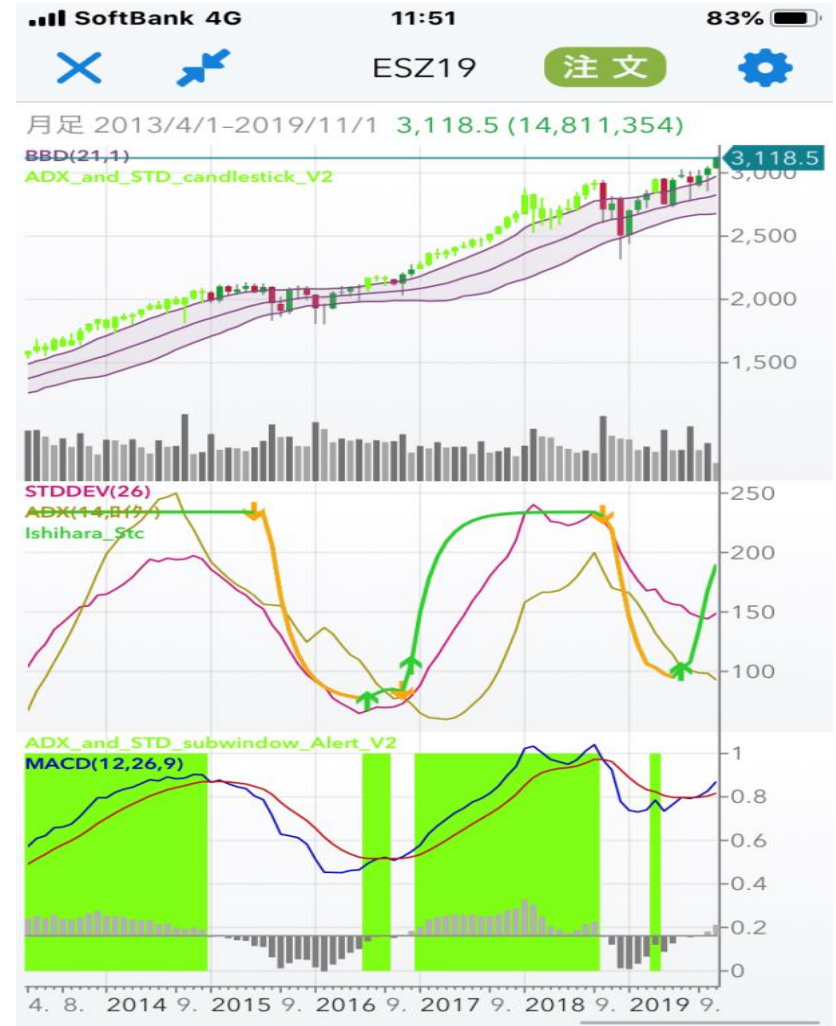 SoftBank 4G 11:51 83%
ESZ19 注文
月足 2013/4/1-2019/11/1 3,118.5 (14,811,354)
BBD(21,1)
3,118.5
ADX_and_STD_candlestick_V2
3,000
2,500
2,000
1,500
STDDEV(26)
250
Ishihara_Stc
200
150
100
ADX_and_STD_subwindow_Alert_V2
1
MACD(12,26,9)
0.8
0.6
0.4
0.2
0
4. 8. 2014 9. 2015 9. 2016 9. 2017 9. 2018 9. 2019 9.